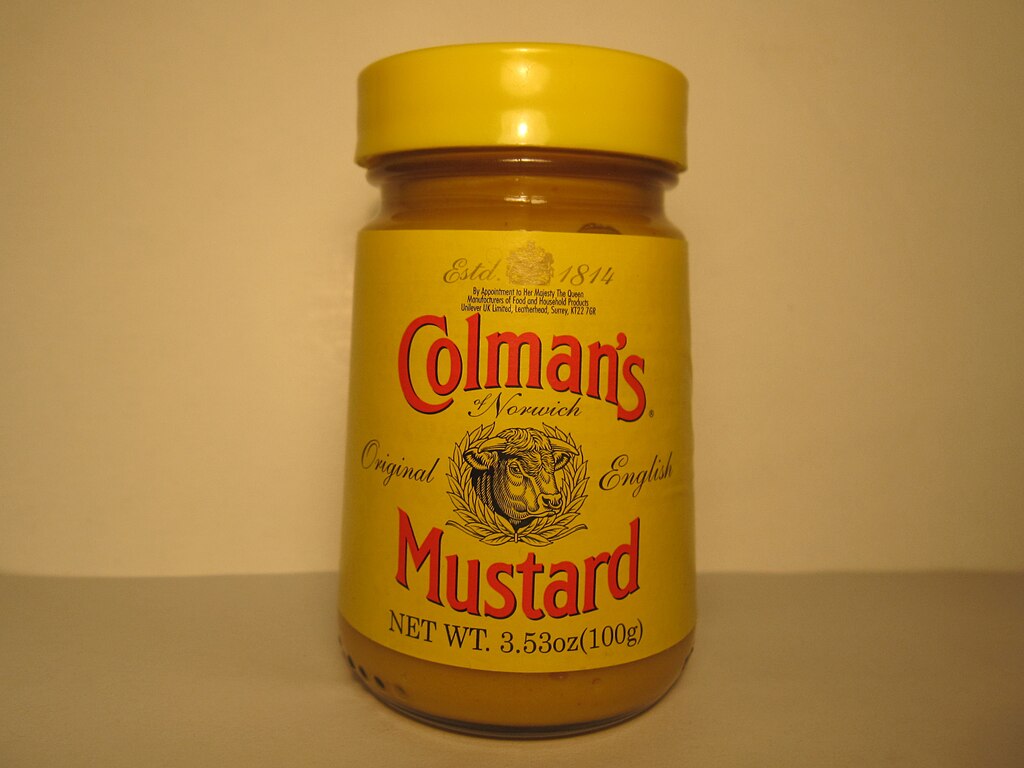 Estd. 1814
By Appointment to Her Majesty The Queen
Manufacturers of Food and Household Products
Unilever UK Limited, Leatherhead, Surrey, KT22 7GR
Colman's®
of Norwich
Original English
Mustard
NET WT. 3.53oz(100g)